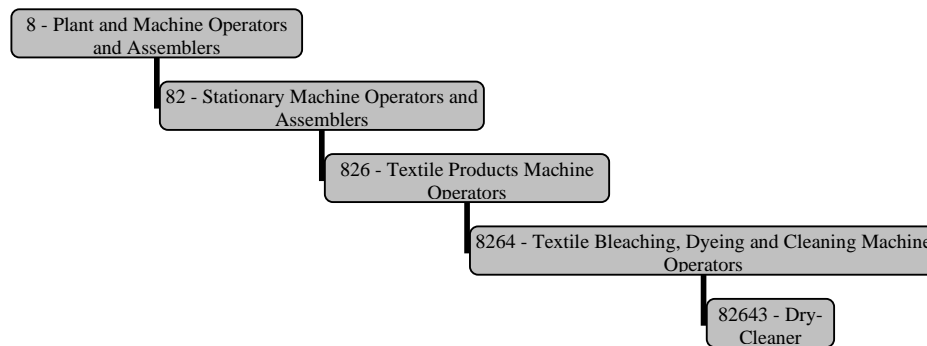 8 - Plant and Machine Operators
and Assemblers
82 - Stationary Machine Operators and
Assemblers
826 - Textile Products Machine
Operators
8264 - Textile Bleaching, Dyeing and Cleaning Machine
Operators
82643 - Dry-
Cleaner